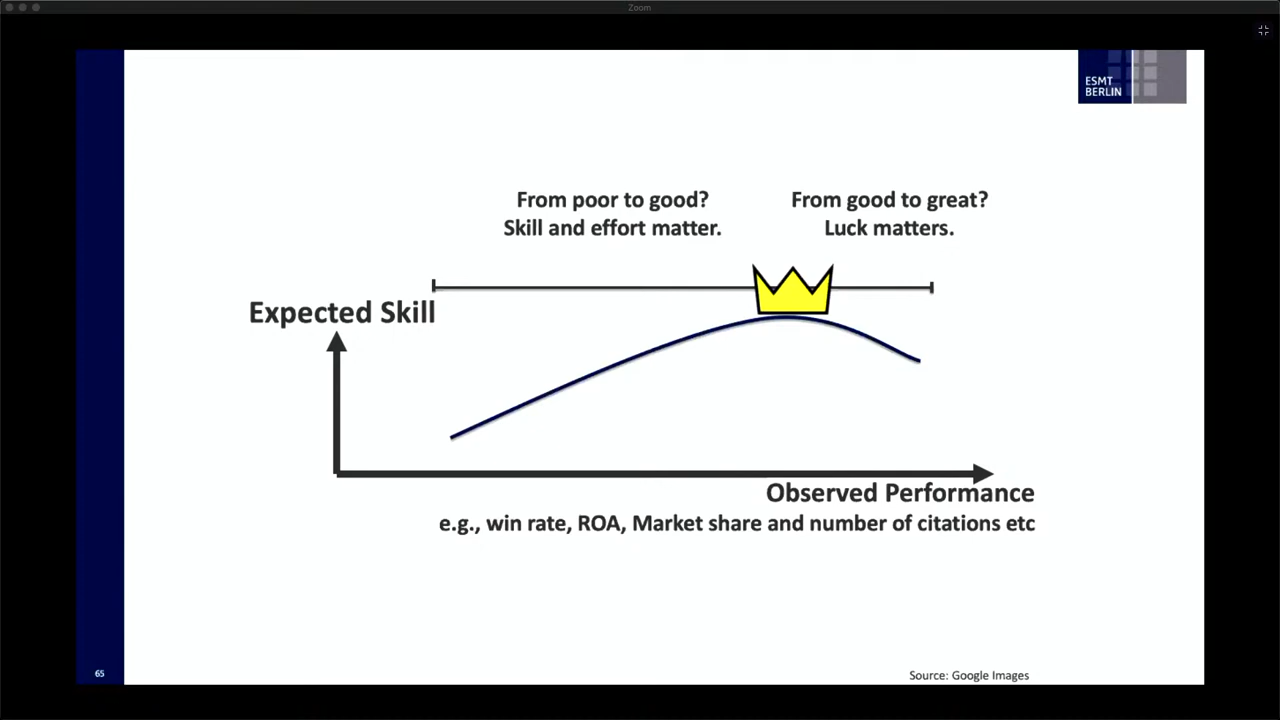 Zoom
ESMT
BERLIN
From poor to good?
Skill and effort matter.
From good to great?
Luck matters.
Expected Skill
Observed Performance
e.g., win rate, ROA, Market share and number of citations etc
65
Source: Google Images